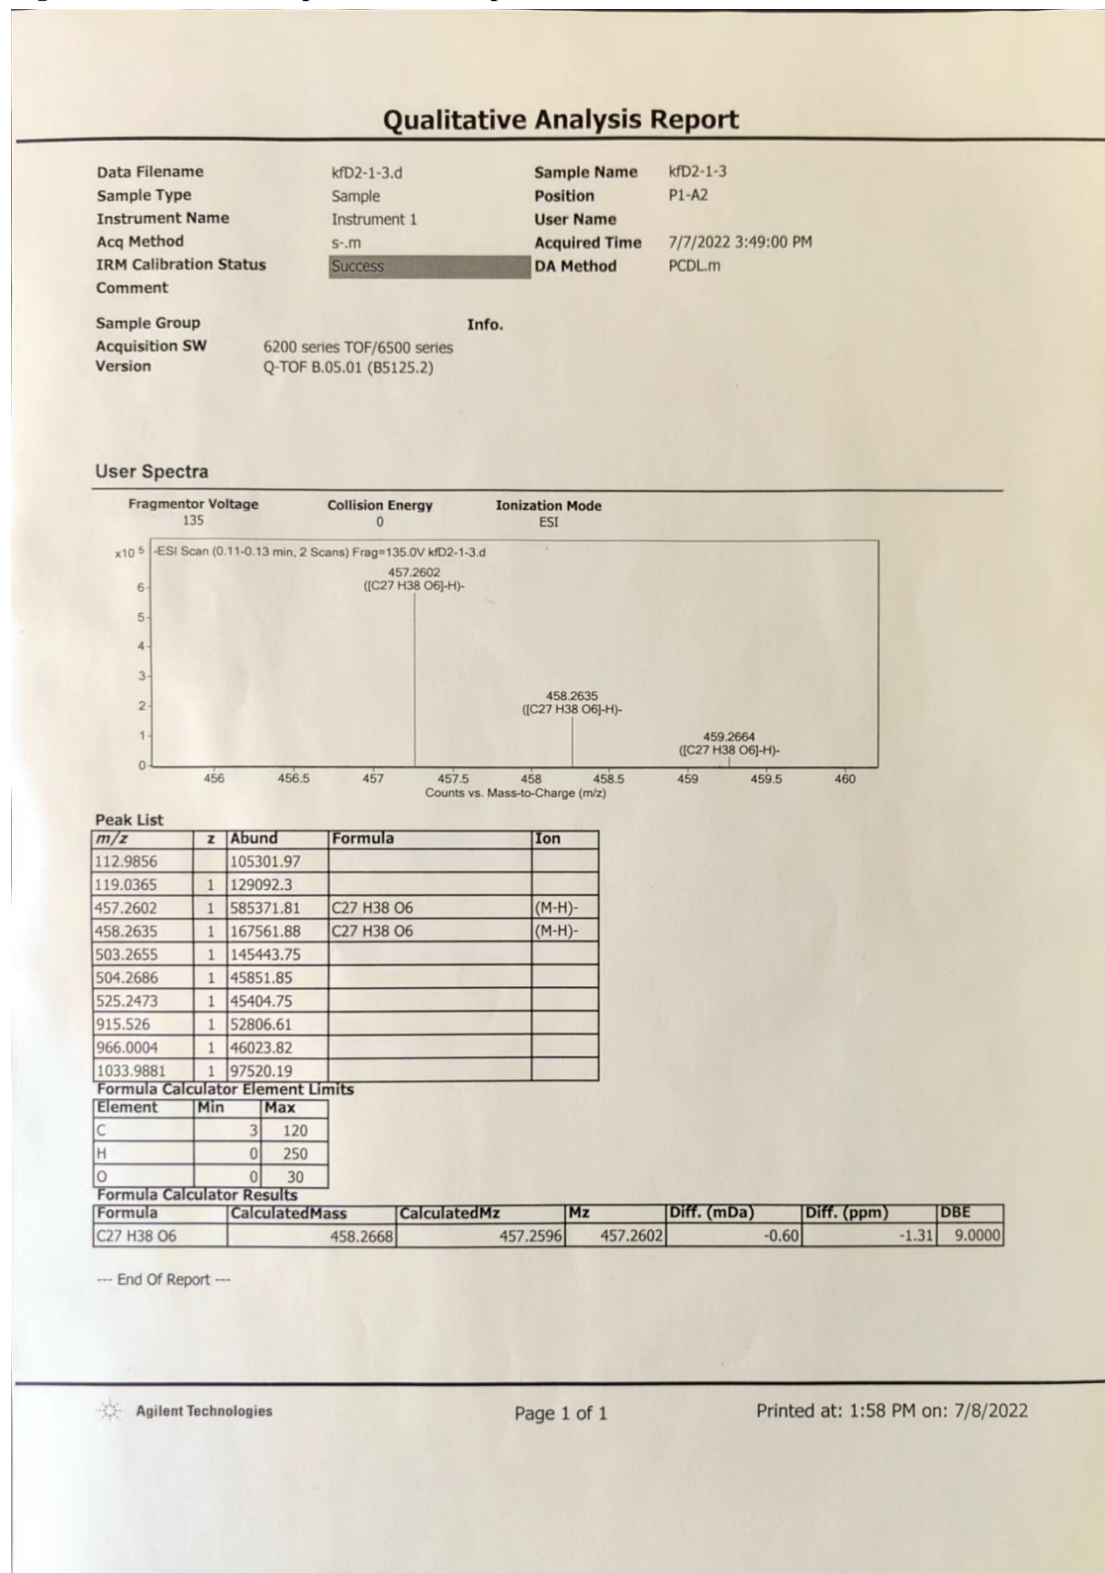 Qualitative Analysis Report
Data Filename kfD2-1-3.d Sample Name kfD2-1-3
Sample Type Sample Position P1-A2
Instrument Name Instrument 1 User Name
Acq Method s-.m Acquired Time 7/7/2022 3:49:00 PM
IRM Calibration Status Success DA Method PCDL.m
Comment
Sample Group Info.
Acquisition SW 6200 series TOF/6500 series
Version Q-TOF B.05.01 (B5125.2)
User Spectra
Fragmentor Voltage Collision Energy Ionization Mode
135 0 ESI
x10 5 -ESI Scan (0.11-0.13 min, 2 Scans) Frag=135.0V kfD2-1-3.d
457.2602
([C27 H38 O6]-H)-
6
5
4
3
458.2635
2 ([C27 H38 O6]-H)-
459.2664
1 ([C27 H38 O6]-H)-
0
456 456.5 457 457.5 458 458.5 459 459.5 460
Counts vs. Mass-to-Charge (m/z)
Peak List
m/z z Abund Formula Ion
112.9856 105301.97
119.0365 1 129092.3
457.2602 1 585371.81 C27 H38 O6 (M-H)-
458.2635 1 167561.88 C27 H38 O6 (M-H)-
503.2655 1 145443.75
504.2686 1 45851.85
525.2473 1 45404.75
915.526 1 52806.61
966.0004 1 46023.82
1033.9881 1 97520.19
Formula Calculator Element Limits
Element Min Max
C 3 120
H 0 250
O 0 30
Formula Calculator Results
Formula CalculatedMass CalculatedMz Mz Diff. (mDa) Diff. (ppm) DBE
C27 H38 O6 458.2668 457.2596 457.2602 -0.60 -1.31 9.0000
--- End Of Report ---
Agilent Technologies Page 1 of 1 Printed at: 1:58 PM on: 7/8/2022